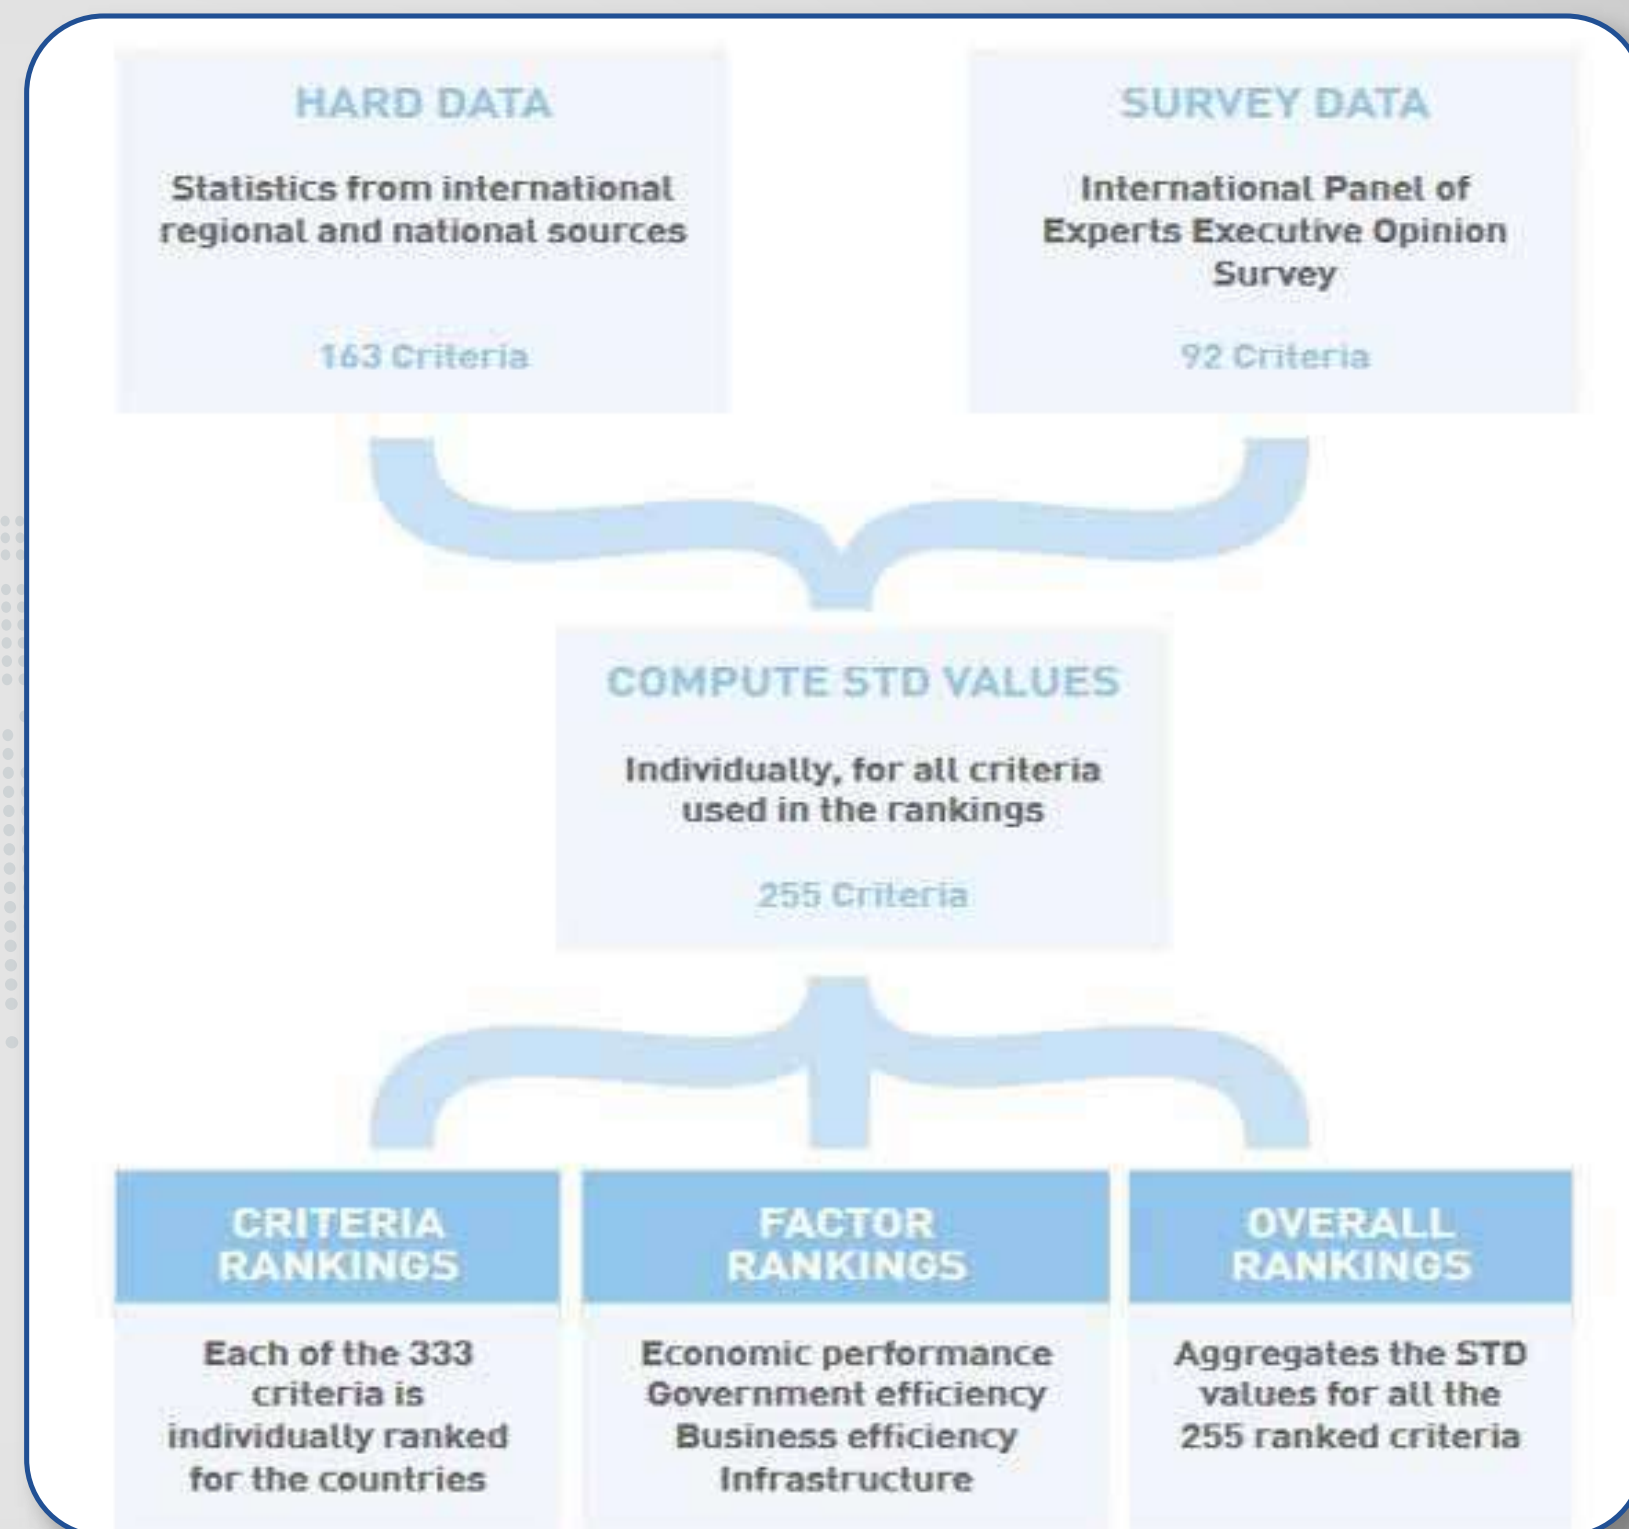 HARD DATA
Statistics from international
regional and national sources
163 Criteria
SURVEY DATA
International Panel of
Experts Executive Opinion
Survey
92 Criteria
COMPUTE STD VALUES
Individually, for all criteria
used in the rankings
255 Criteria
CRITERIA
RANKINGS
Each of the 333
criteria is
individually ranked
for the countries
FACTOR
RANKINGS
Economic performance
Government efficiency
Business efficiency
Infrastructure
OVERALL
RANKINGS
Aggregates the STD
values for all the
255 ranked criteria